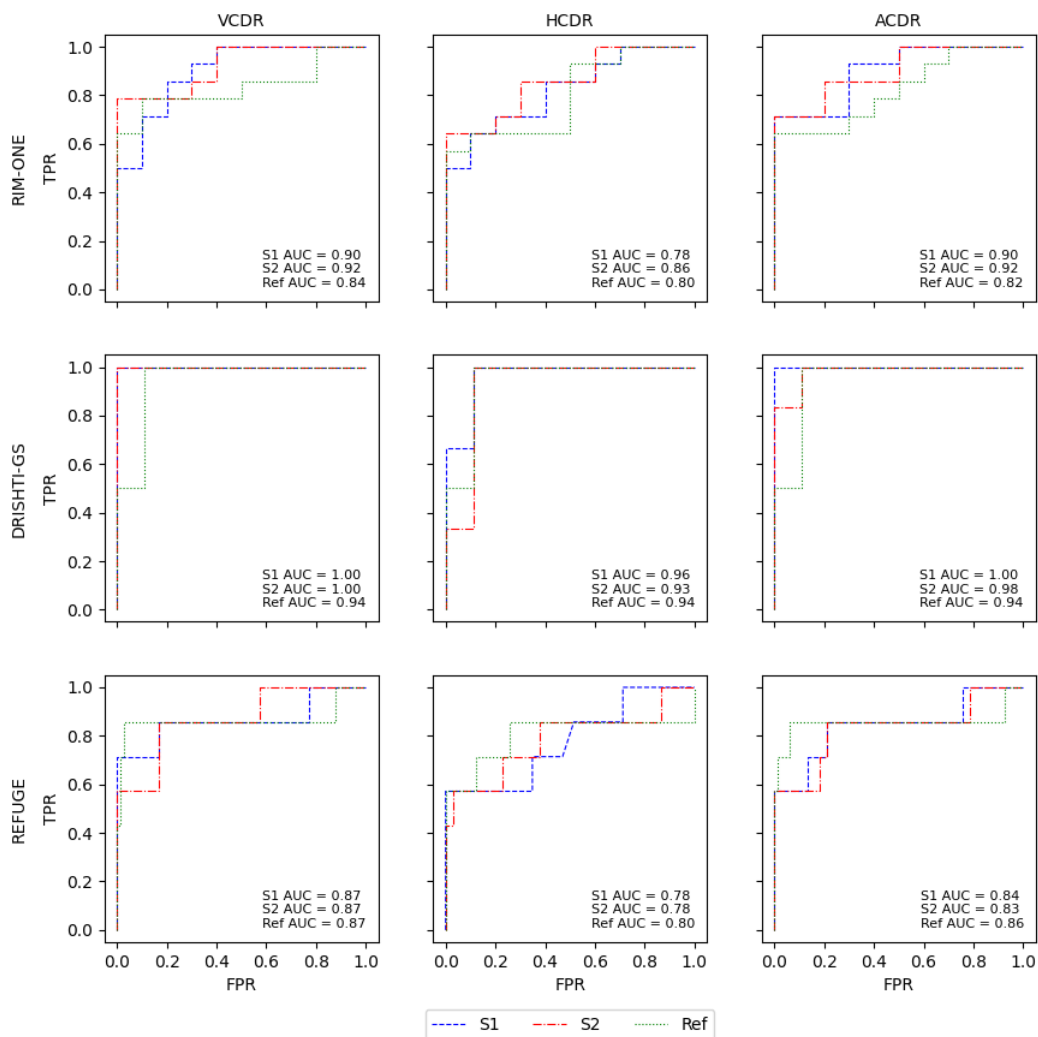 VCDR
HCDR
ACDR
RIM-ONE
TPR
1.0
0.8
0.6
0.4
0.2
0.0
S1 AUC = 0.90
S2 AUC = 0.92
Ref AUC = 0.84
S1 AUC = 0.78
S2 AUC = 0.86
Ref AUC = 0.80
S1 AUC = 0.90
S2 AUC = 0.92
Ref AUC = 0.82
DRISHTI-GS
TPR
1.0
0.8
0.6
0.4
0.2
0.0
S1 AUC = 1.00
S2 AUC = 1.00
Ref AUC = 0.94
S1 AUC = 0.96
S2 AUC = 0.93
Ref AUC = 0.94
S1 AUC = 1.00
S2 AUC = 0.98
Ref AUC = 0.94
REFUGE
TPR
1.0
0.8
0.6
0.4
0.2
0.0
S1 AUC = 0.87
S2 AUC = 0.87
Ref AUC = 0.87
S1 AUC = 0.78
S2 AUC = 0.78
Ref AUC = 0.80
S1 AUC = 0.84
S2 AUC = 0.83
Ref AUC = 0.86
0.0 0.2 0.4 0.6 0.8 1.0
0.0 0.2 0.4 0.6 0.8 1.0
0.0 0.2 0.4 0.6 0.8 1.0
FPR
FPR
FPR
S1 S2 Ref